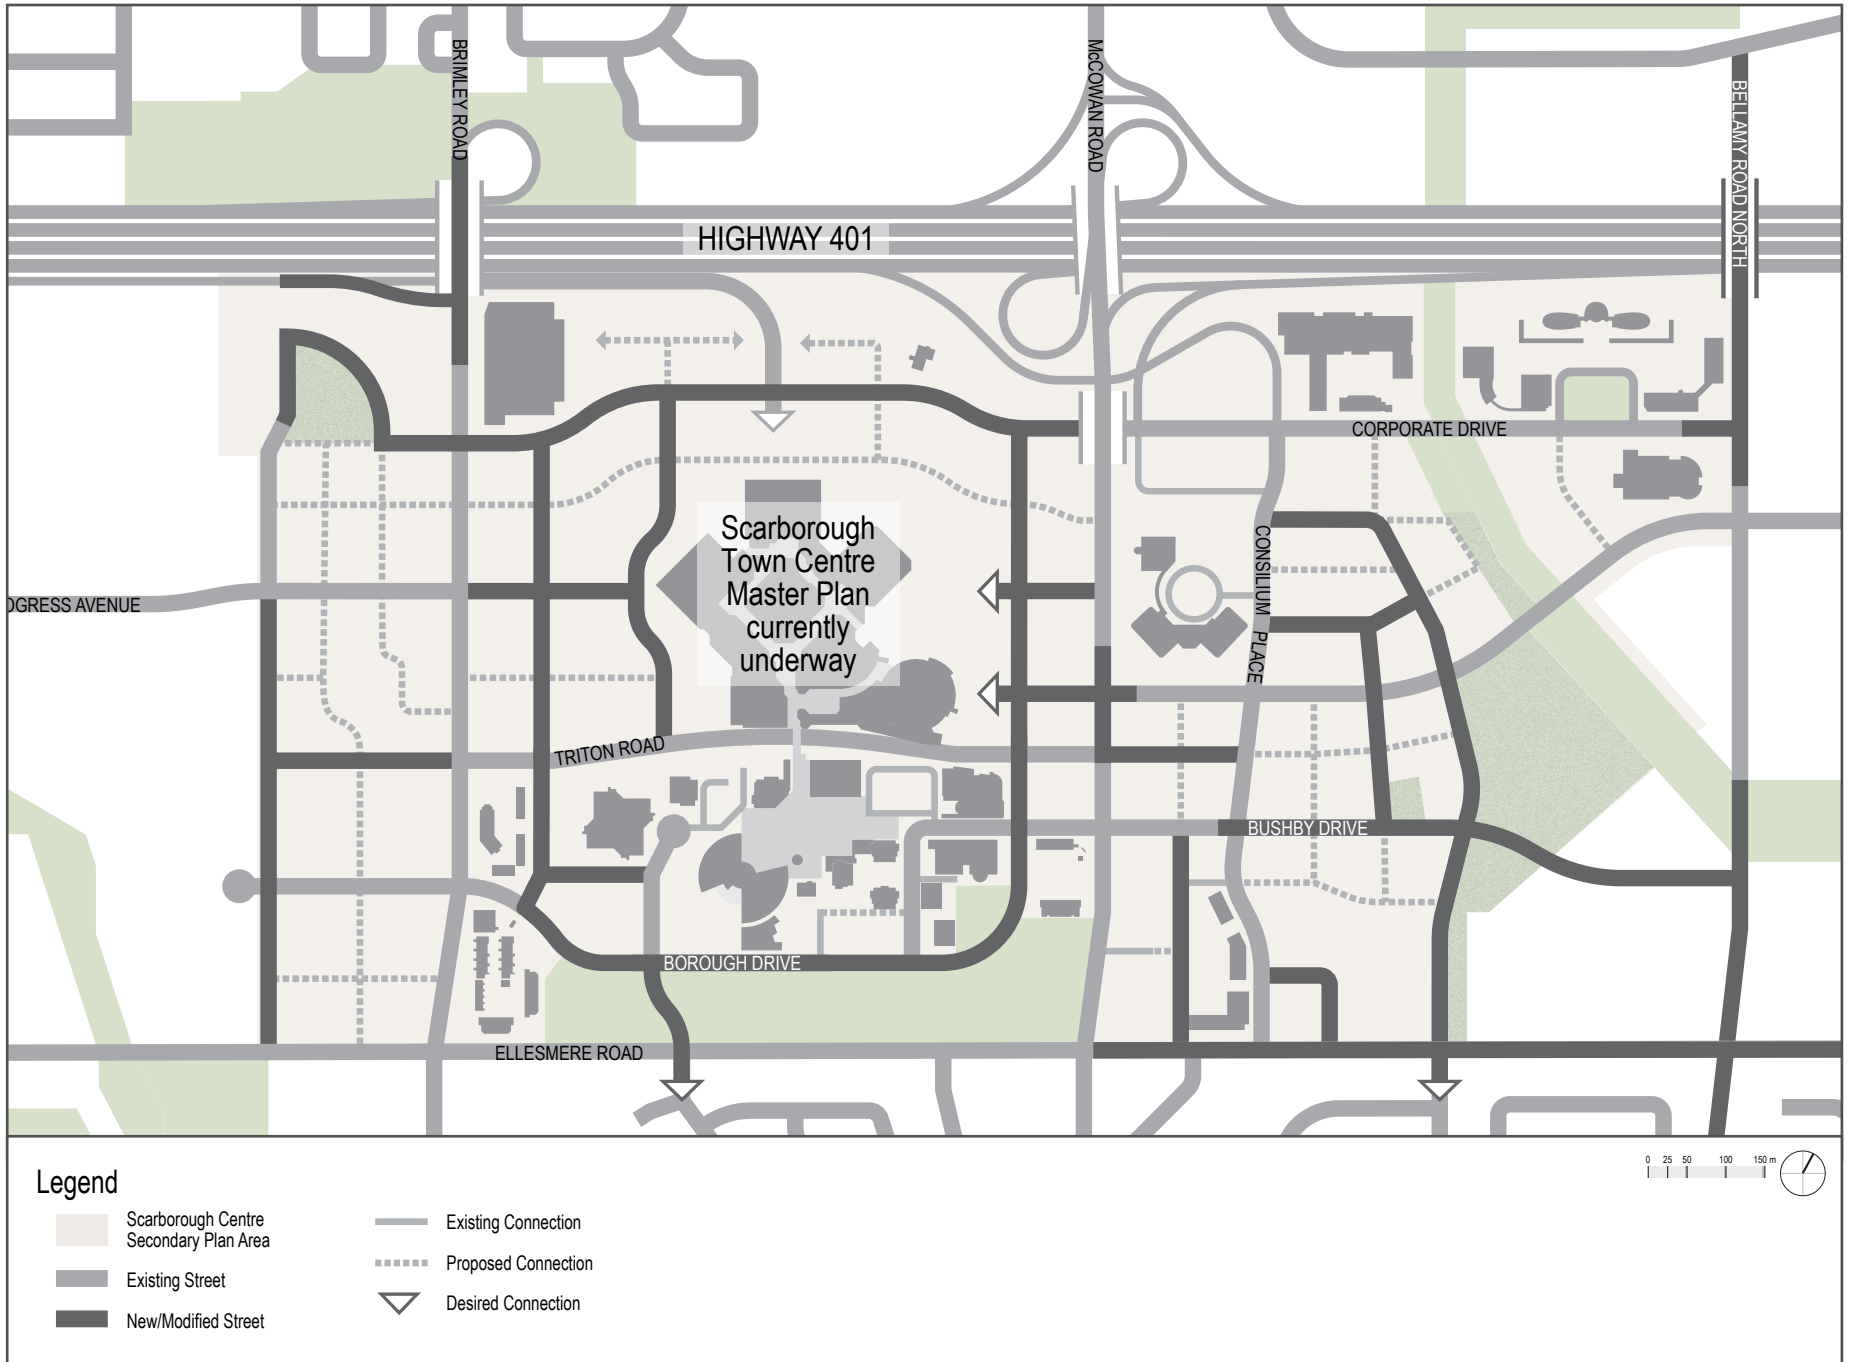 BRIMLEY ROAD
McCOWAN ROAD
BELLAMY ROAD NORTH
HIGHWAY 401
CORPORATE DRIVE
Scarborough
Town Centre
Master Plan
currently
underway
CONSILIUM PLACE
OGRESS AVENUE
TRITON ROAD
BUSHBY DRIVE
BOROUGH DRIVE
ELLESMERE ROAD
0 25 50 100 150 m
Legend
Scarborough Centre
Secondary Plan Area
Existing Street
New/Modified Street
Existing Connection
Proposed Connection
Desired Connection